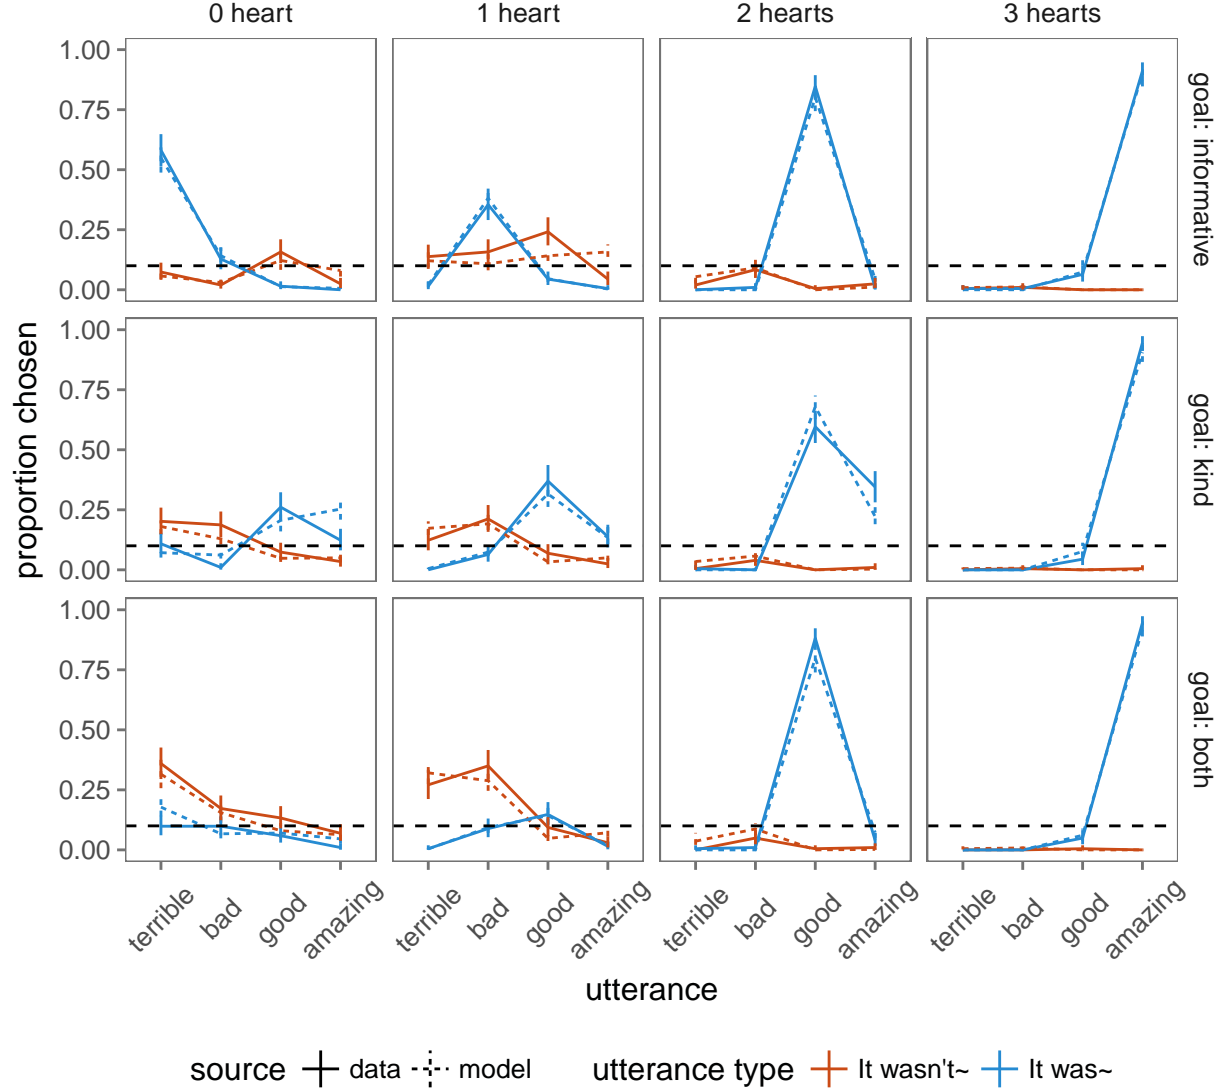 0 heart 1 heart 2 hearts 3 hearts
1.00
0.75
0.50
0.25
0.00
goal: informative
1.00
0.75
0.50
0.25
0.00
goal: kind
1.00
0.75
0.50
0.25
0.00
goal: both
proportion chosen
terrible bad good amazing terrible bad good amazing terrible bad good amazing terrible bad good amazing
utterance
source data model utterance type It wasn't~ It was~